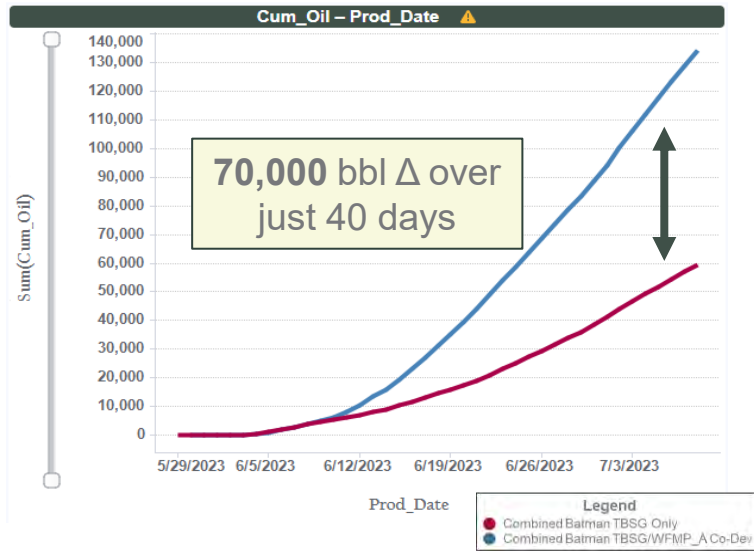 Cum_Oil – Prod_Date
140,000
130,000
120,000
110,000
100,000
90,000
80,000
70,000
60,000
50,000
40,000
30,000
20,000
10,000
0
Sum(Cum_Oil)
70,000 bbl Δ over
just 40 days
5/29/2023 6/5/2023 6/12/2023 6/19/2023 6/26/2023 7/3/2023
Prod_Date
Legend
Combined Batman TBSG Only
Combined Batman TBSG/WFMP_A Co-Dev